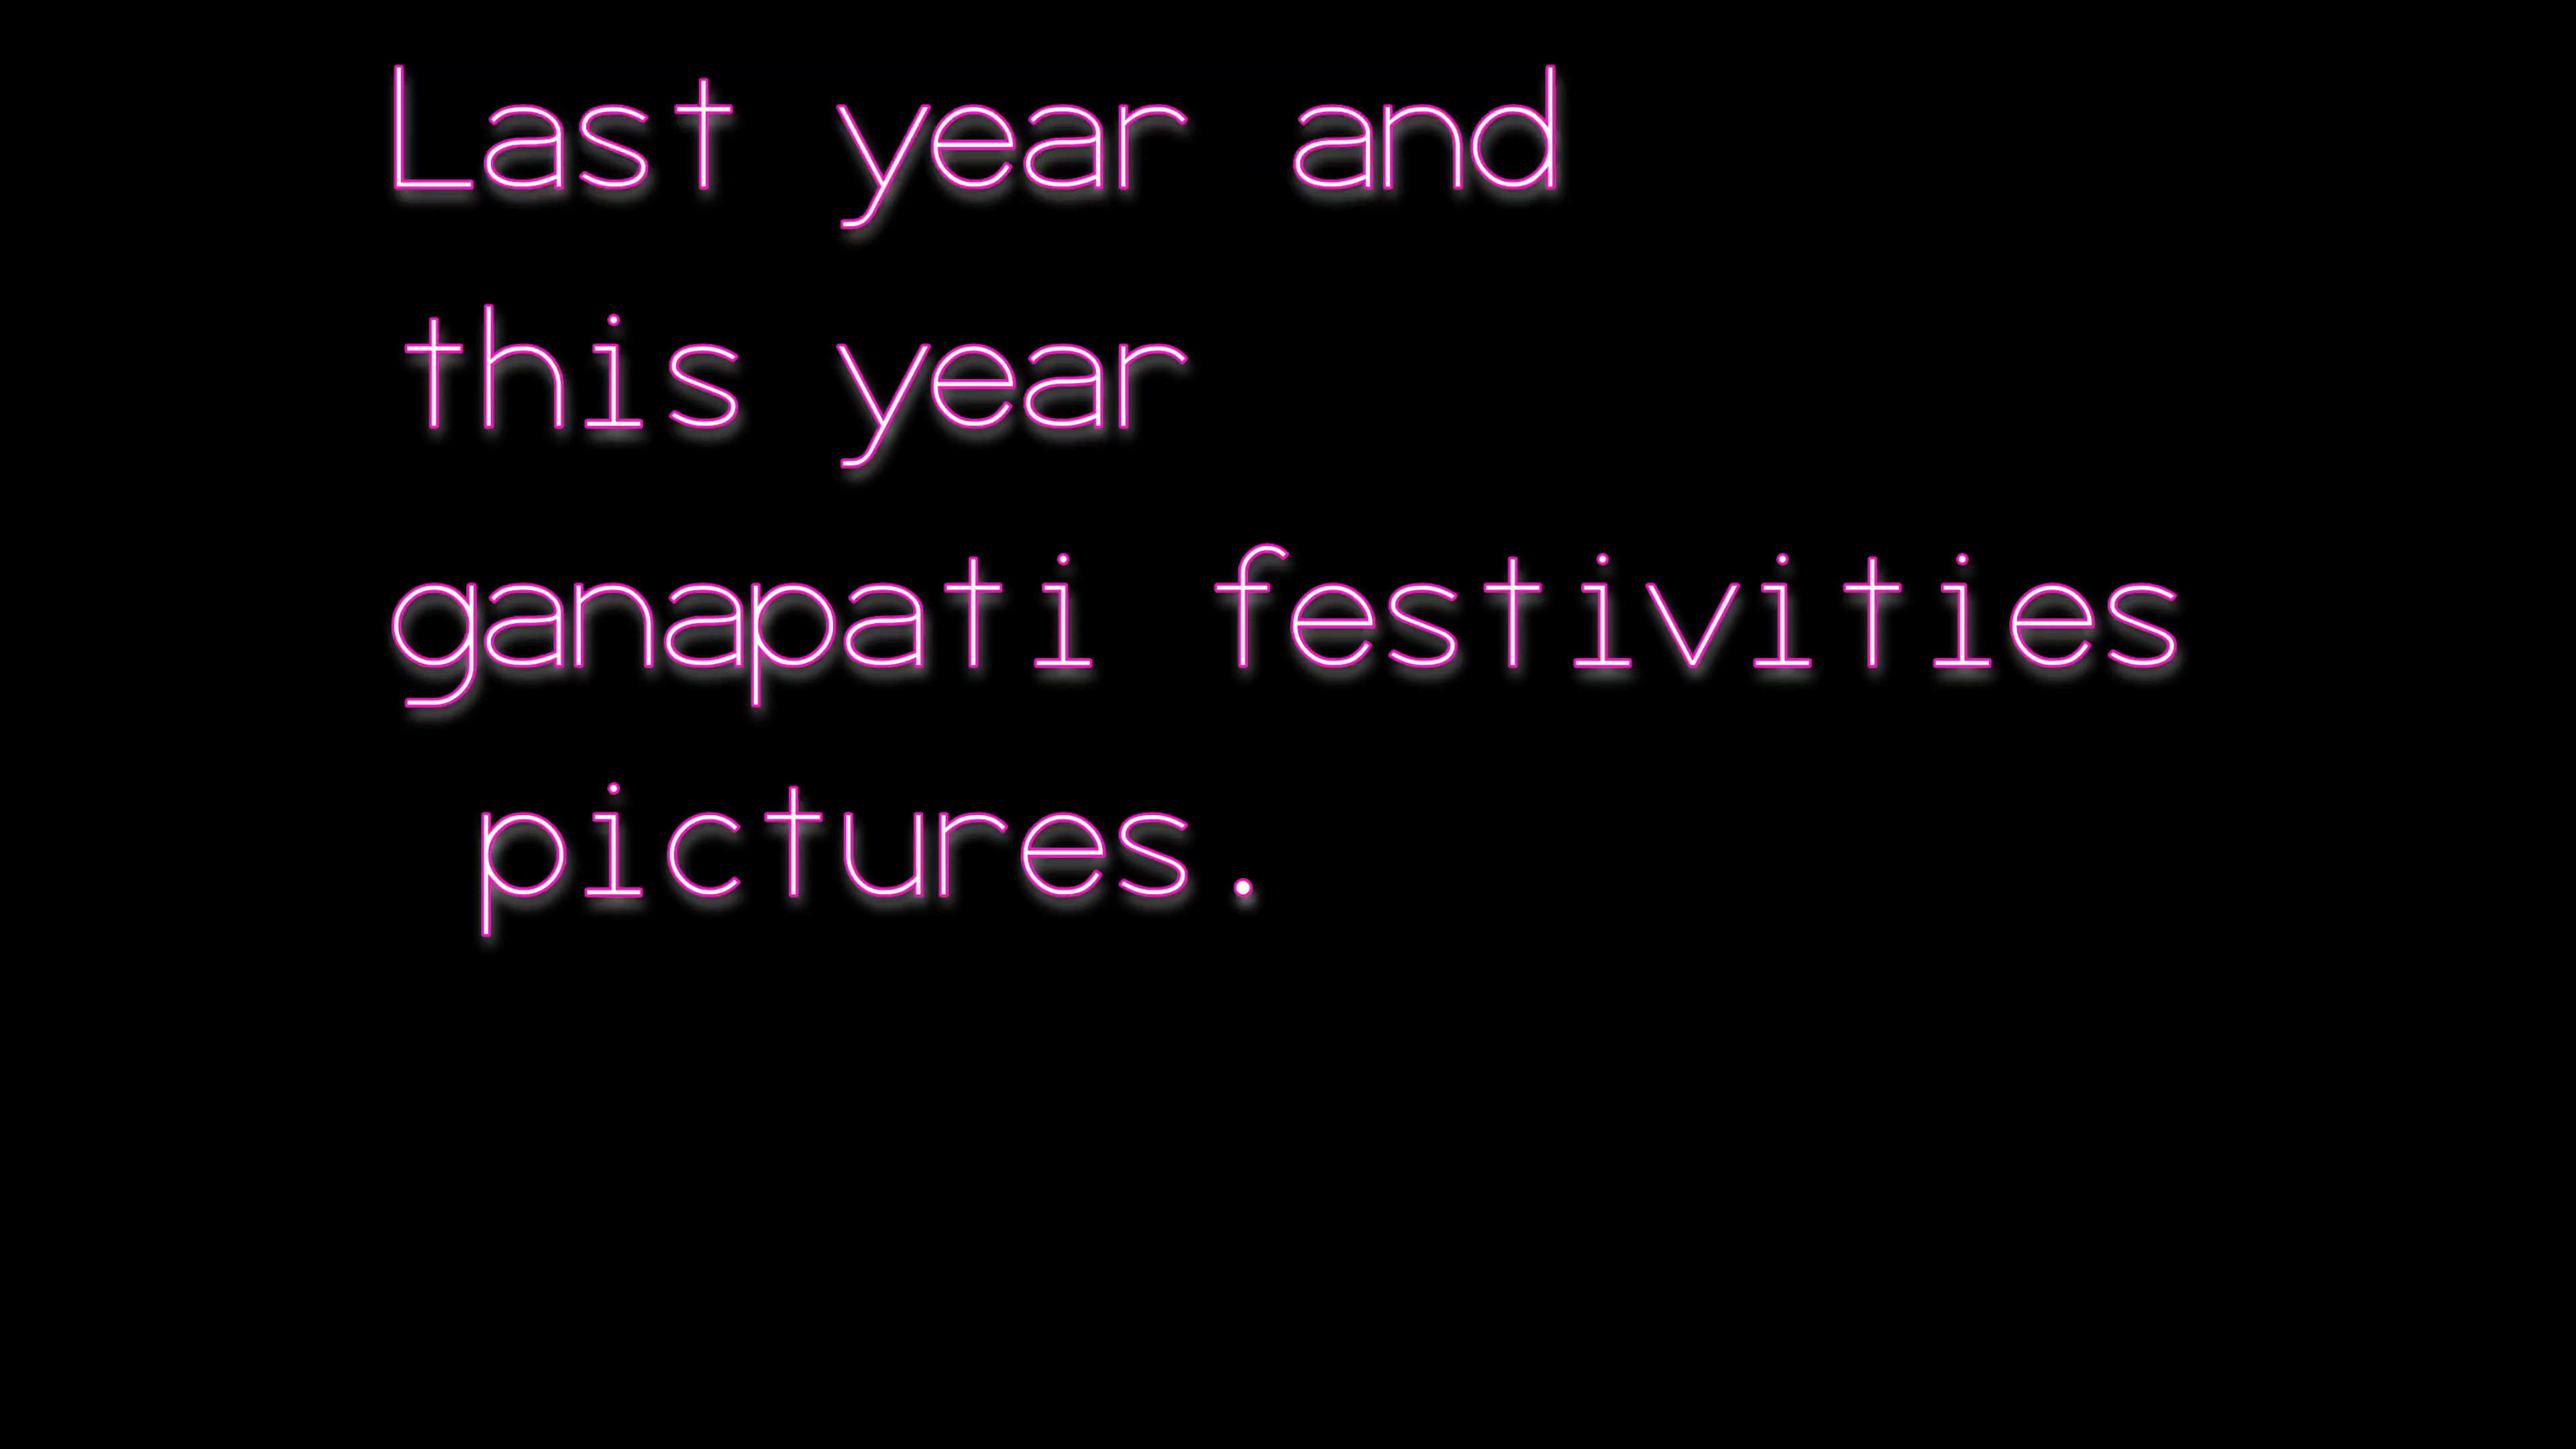 Last year and
this year
ganapati festivities
pictures.